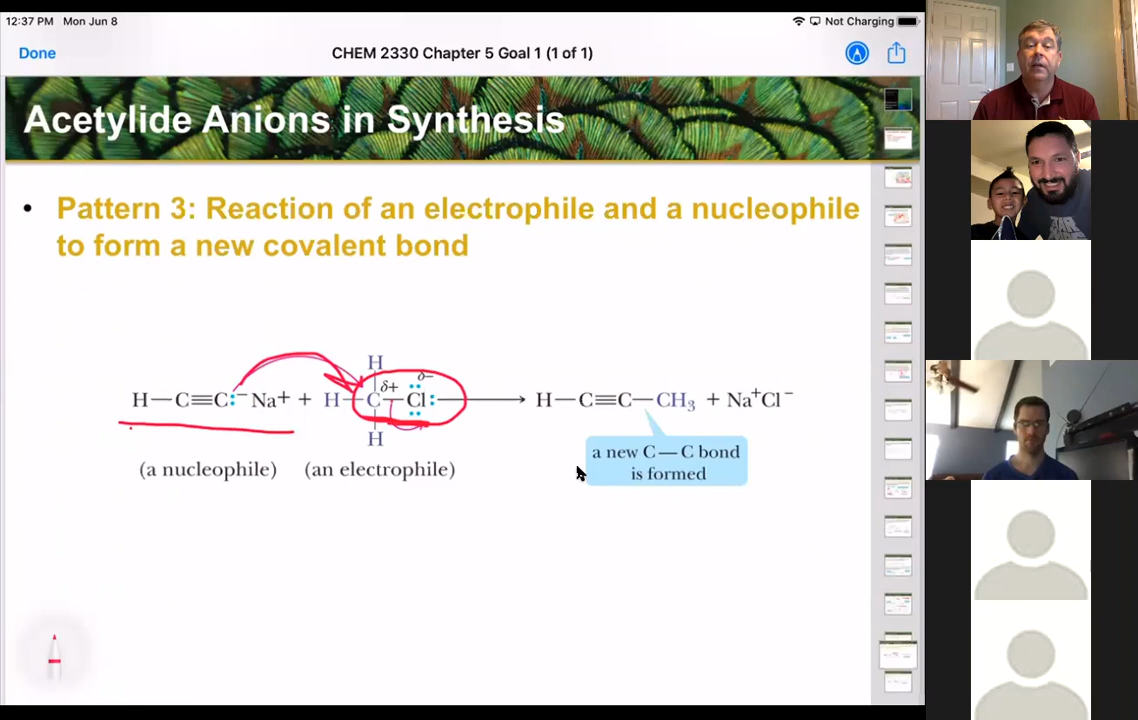 12:37 PM Mon Jun 8
Not Charging
Done
CHEM 2330 Chapter 5 Goal 1 (1 of 1)
Acetylide Anions in Synthesis
• Pattern 3: Reaction of an electrophile and a nucleophile
to form a new covalent bond
H
δ+ δ−
H—C≡C:⁻Na+ + H—C—Cl: ⟶ H—C≡C—CH₃ + Na⁺Cl⁻
H
(a nucleophile) (an electrophile)
a new C—C bond
is formed